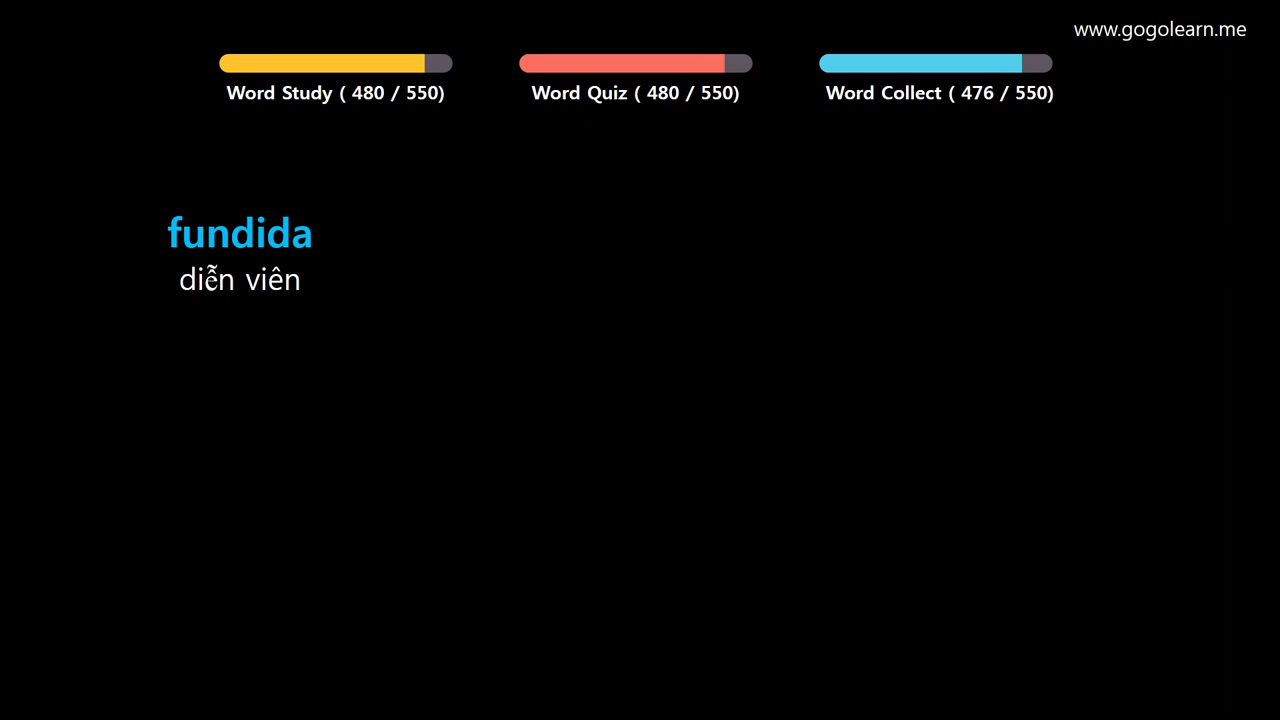 www.gogolearn.me
Word Study ( 480 / 550)
Word Quiz ( 480 / 550)
Word Collect ( 476 / 550)
fundida
diễn viên